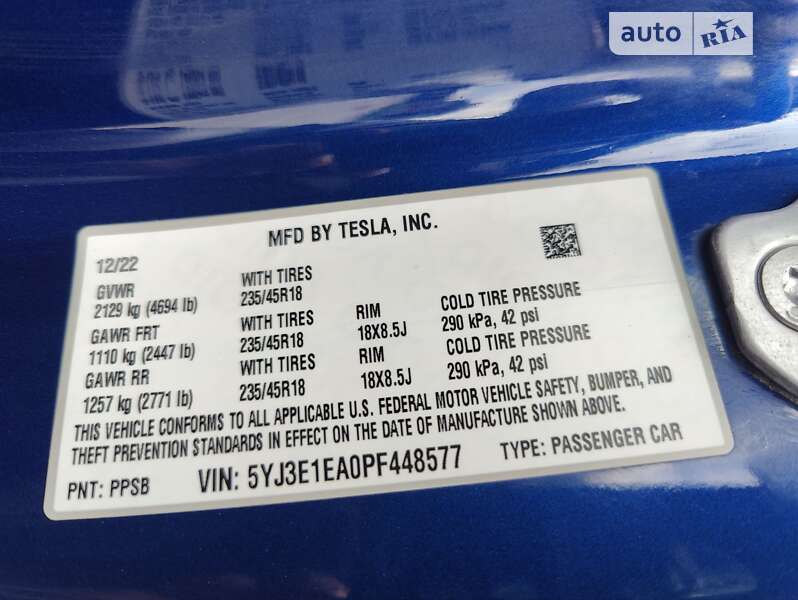 auto RIA
MFD BY TESLA, INC.
12/22
GVWR WITH TIRES
2129 kg (4694 lb) 235/45R18
GAWR FRT WITH TIRES RIM COLD TIRE PRESSURE
1110 kg (2447 lb) 235/45R18 18X8.5J 290 kPa, 42 psi
GAWR RR WITH TIRES RIM COLD TIRE PRESSURE
1257 kg (2771 lb) 235/45R18 18X8.5J 290 kPa, 42 psi
THIS VEHICLE CONFORMS TO ALL APPLICABLE U.S. FEDERAL MOTOR VEHICLE SAFETY, BUMPER, AND
THEFT PREVENTION STANDARDS IN EFFECT ON THE DATE OF MANUFACTURE SHOWN ABOVE.
PNT: PPSB VIN: 5YJ3E1EA0PF448577 TYPE: PASSENGER CAR